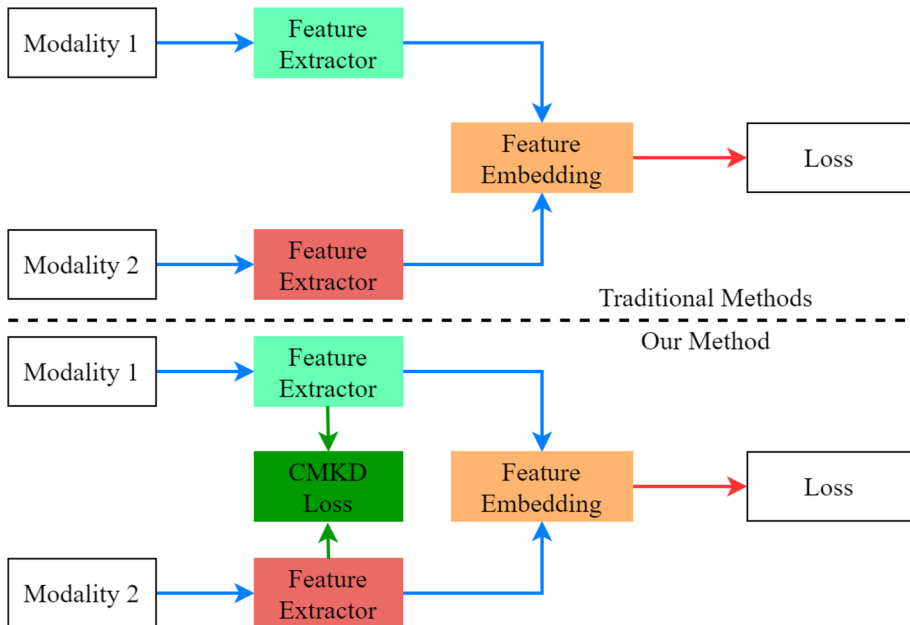 Modality 1
Feature
Extractor
Feature
Embedding
Loss
Modality 2
Feature
Extractor
Traditional Methods
Our Method
Modality 1
Feature
Extractor
CMKD
Loss
Feature
Embedding
Loss
Modality 2
Feature
Extractor